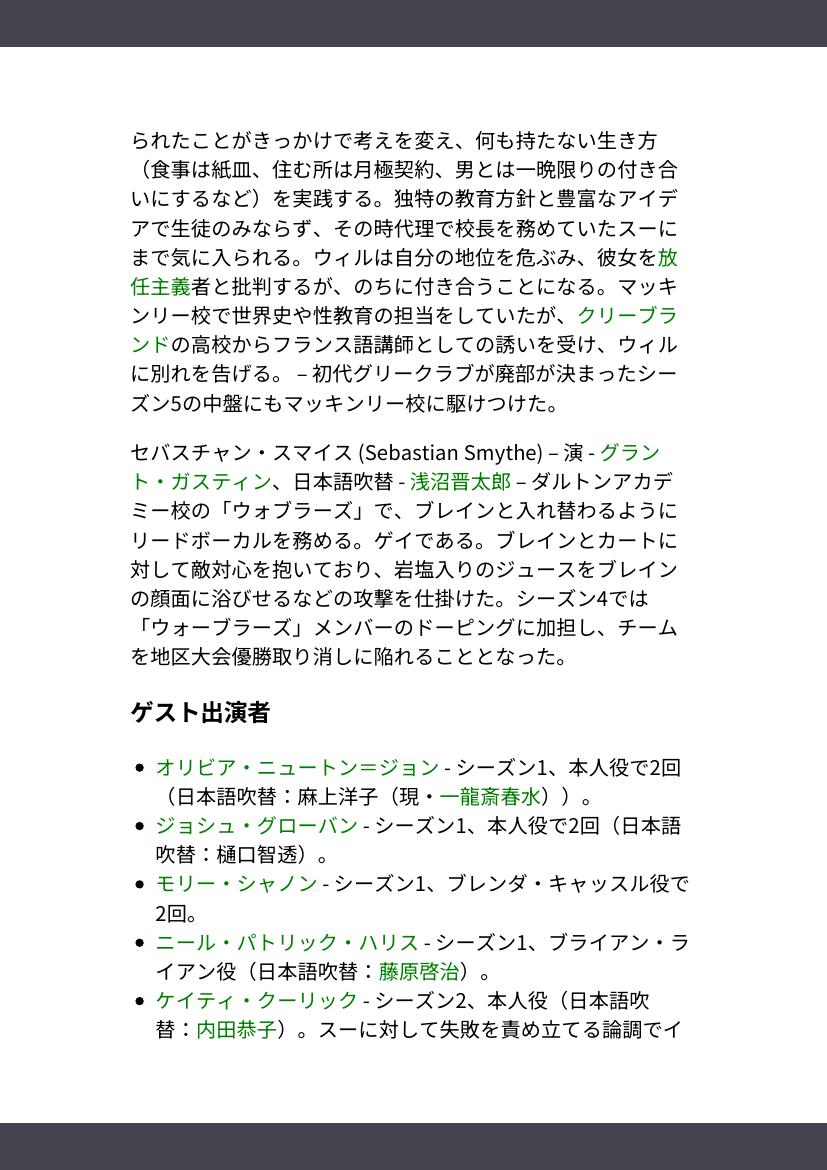 られたことがきっかけで考えを変え、何も持たない生き方
（食事は紙皿、住む所は月極契約、男とは一晩限りの付き合
いにするなど）を実践する。独特の教育方針と豊富なアイデ
アで生徒のみならず、その時代理で校長を務めていたスーに
まで気に入られる。ウィルは自分の地位を危ぶみ、彼女を放
任主義者と批判するが、のちに付き合うことになる。マッキ
ンリー校で世界史や性教育の担当をしていたが、クリーブラ
ンドの高校からフランス語講師としての誘いを受け、ウィル
に別れを告げる。 – 初代グリークラブが廃部が決まったシー
ズン5の中盤にもマッキンリー校に駆けつけた。
セバスチャン・スマイス (Sebastian Smythe) – 演 - グラン
ト・ガスティン、日本語吹替 - 浅沼晋太郎 – ダルトンアカデ
ミー校の「ウォブラーズ」で、ブレインと入れ替わるように
リードボーカルを務める。ゲイである。ブレインとカートに
対して敵対心を抱いており、岩塩入りのジュースをブレイン
の顔面に浴びせるなどの攻撃を仕掛けた。シーズン4では
「ウォーブラーズ」メンバーのドーピングに加担し、チーム
を地区大会優勝取り消しに陥れることとなった。
ゲスト出演者
• オリビア・ニュートン＝ジョン - シーズン1、本人役で2回
（日本語吹替：麻上洋子（現・一龍斎春水））。
• ジョシュ・グローバン - シーズン1、本人役で2回（日本語
吹替：樋口智透）。
• モリー・シャノン - シーズン1、ブレンダ・キャッスル役で
2回。
• ニール・パトリック・ハリス - シーズン1、ブライアン・ラ
イアン役（日本語吹替：藤原啓治）。
• ケイティ・クーリック - シーズン2、本人役（日本語吹
替：内田恭子）。スーに対して失敗を責め立てる論調でイ